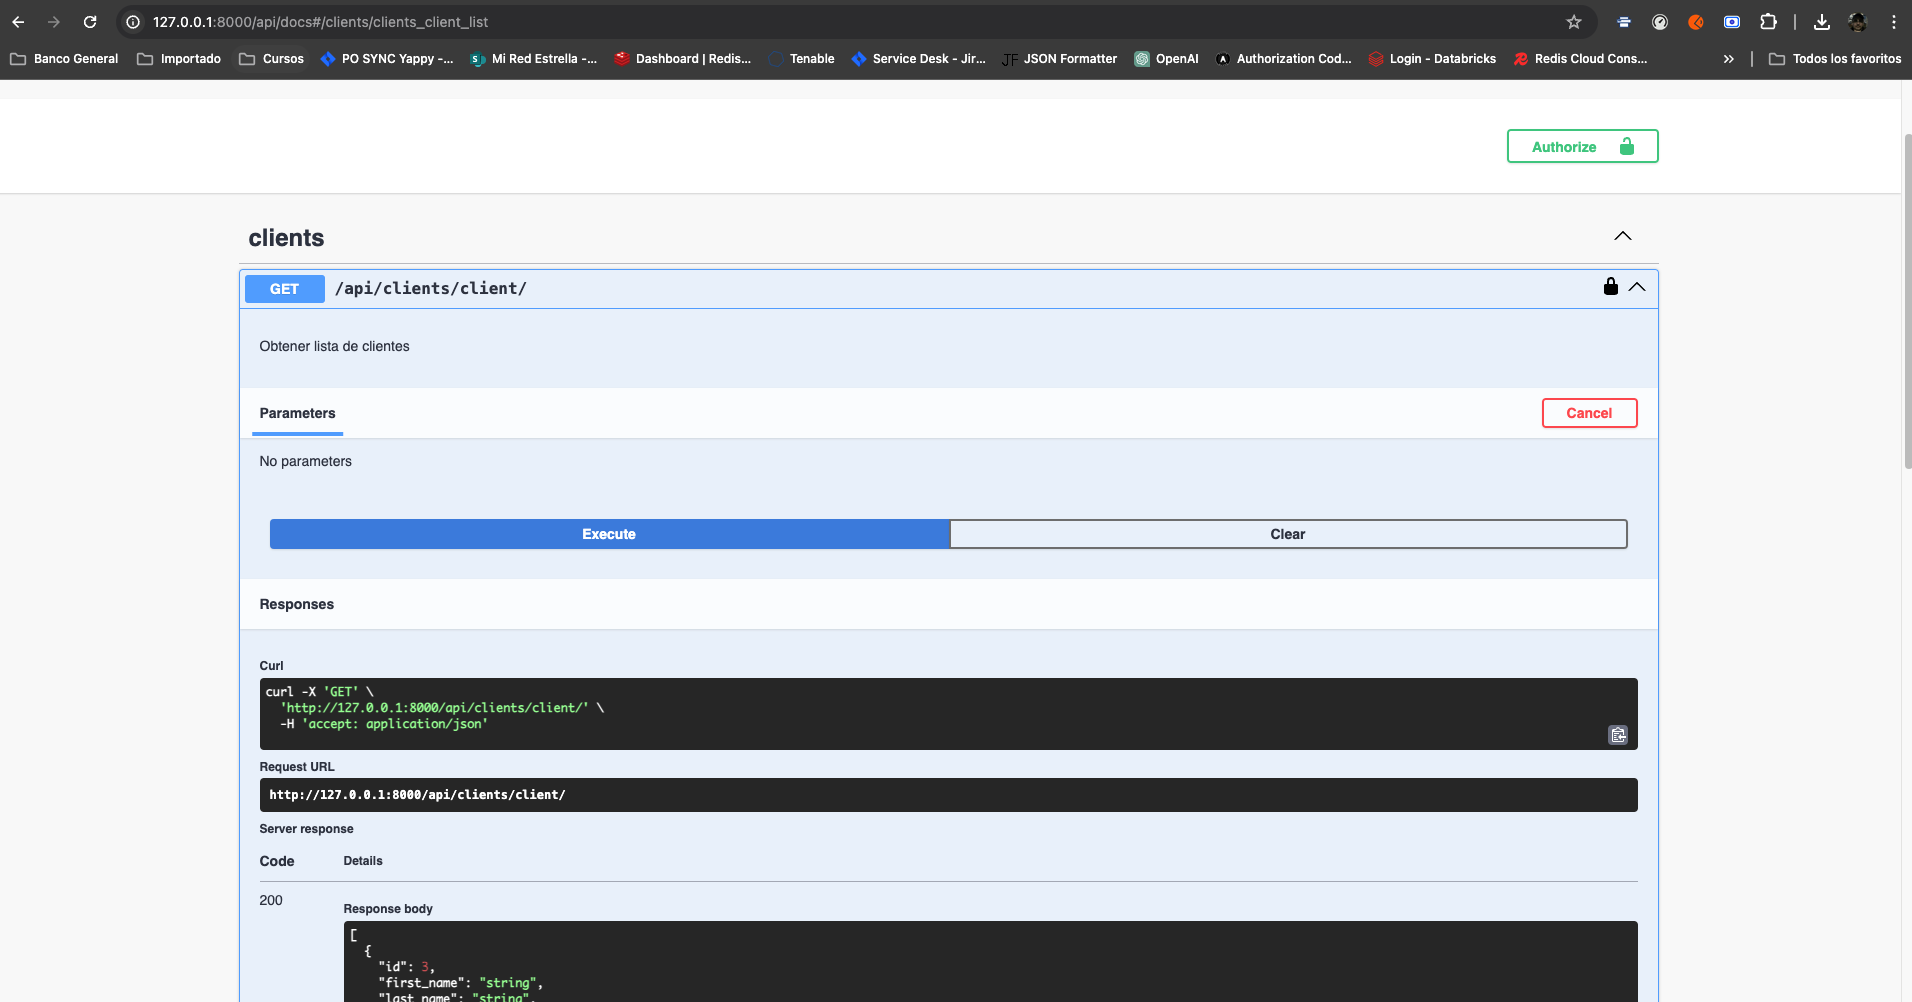 127.0.0.1:8000/api/docs#/clients/clients_client_list
Banco General Importado Cursos PO SYNC Yappy -... Mi Red Estrella -... Dashboard | Redis... Tenable Service Desk - Jir... JSON Formatter OpenAI Authorization Cod... Login - Databricks Redis Cloud Cons... » Todos los favoritos
Authorize
clients
GET /api/clients/client/
Obtener lista de clientes
Parameters
Cancel
No parameters
Execute Clear
Responses
Curl
curl -X 'GET' \
'http://127.0.0.1:8000/api/clients/client/' \
-H 'accept: application/json'
Request URL
http://127.0.0.1:8000/api/clients/client/
Server response
Code Details
200
Response body
[
{
"id": 3,
"first_name": "string",
"last_name": "string",